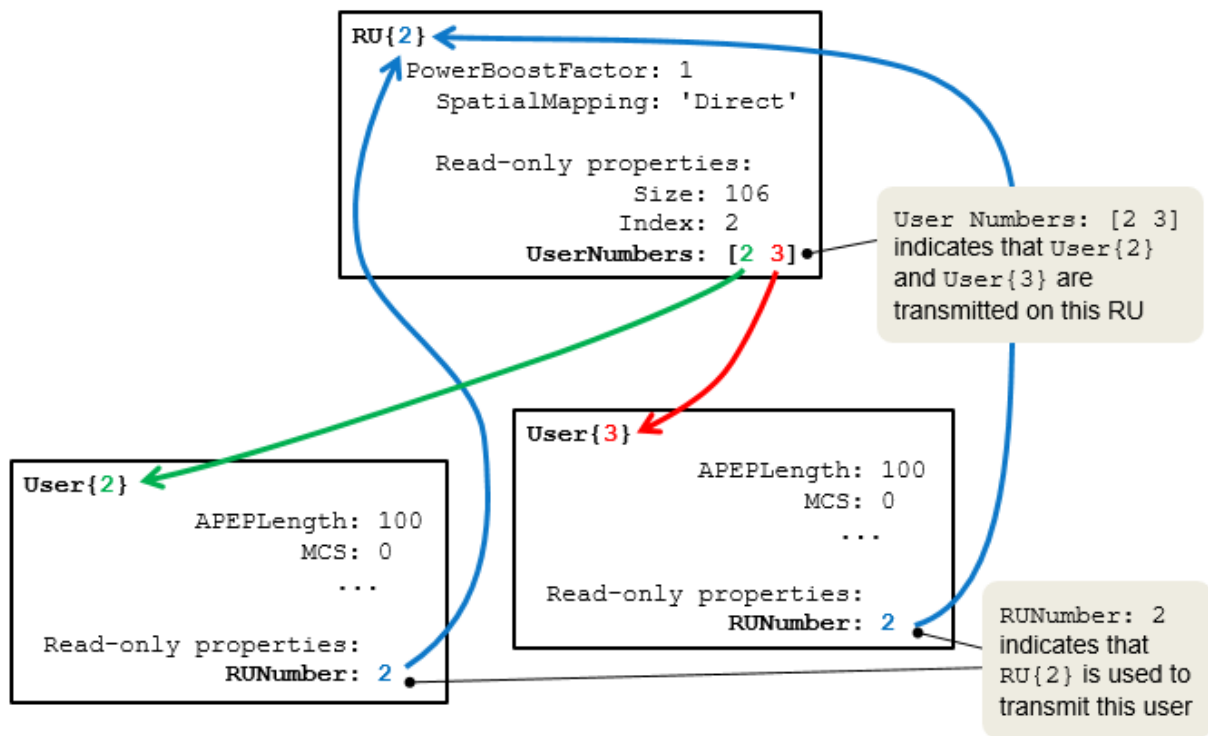 RU{2}
PowerBoostFactor: 1
SpatialMapping: 'Direct'
Read-only properties:
Size: 106
Index: 2
UserNumbers: [2 3]
User Numbers: [2 3]
indicates that User{2}
and User{3} are
transmitted on this RU
User{3}
APEPLength: 100
MCS: 0
...
Read-only properties:
RUNumber: 2
User{2}
APEPLength: 100
MCS: 0
...
Read-only properties:
RUNumber: 2
RUNumber: 2
indicates that
RU{2} is used to
transmit this user